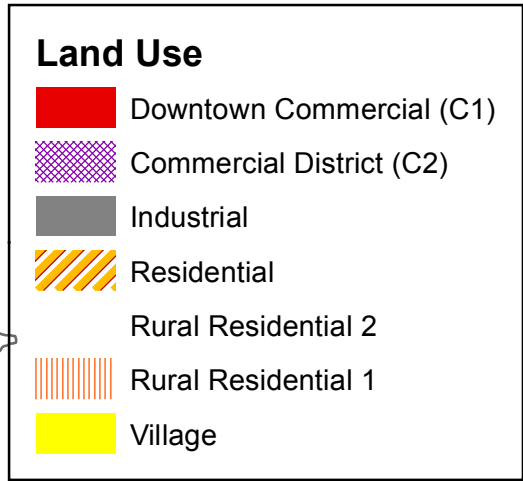 Land Use
Downtown Commercial (C1)
Commercial District (C2)
Industrial
Residential
Rural Residential 2
Rural Residential 1
Village